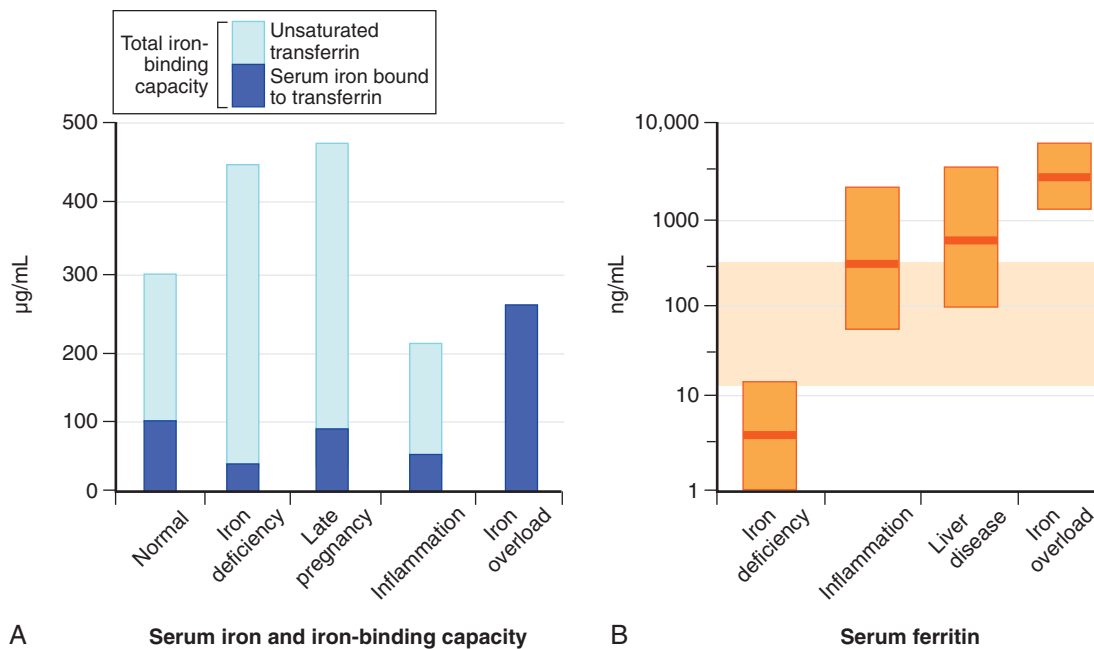 Total iron-
binding
capacity
Unsaturated
transferrin
Serum iron bound
to transferrin
500
400
300
200
100
0
µg/mL
Normal
Iron
deficiency
Late
pregnancy
Inflammation
Iron
overload
A
Serum iron and iron-binding capacity
10,000
1000
100
10
1
ng/mL
Iron
deficiency
Inflammation
Liver
disease
Iron
overload
B
Serum ferritin